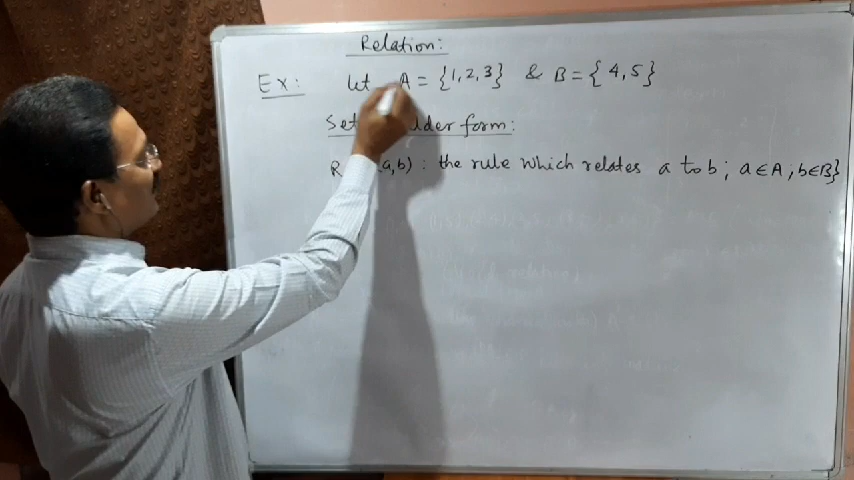 Relation:
Ex: let A = {1,2,3} & B = {4,5}
Set der form:
R a,b) : the rule which relates a to b ; a∈A ; b∈B}